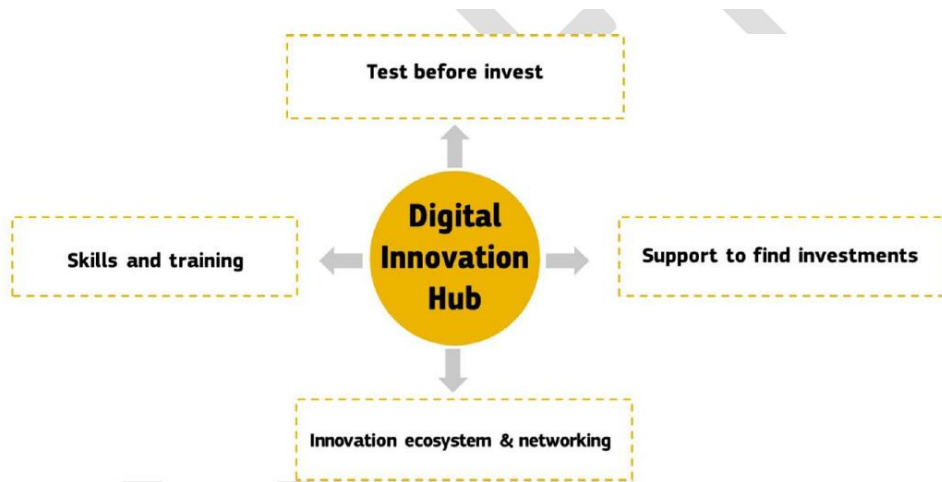 Test before invest
Digital
Innovation
Hub
Skills and training
Support to find investments
Innovation ecosystem & networking